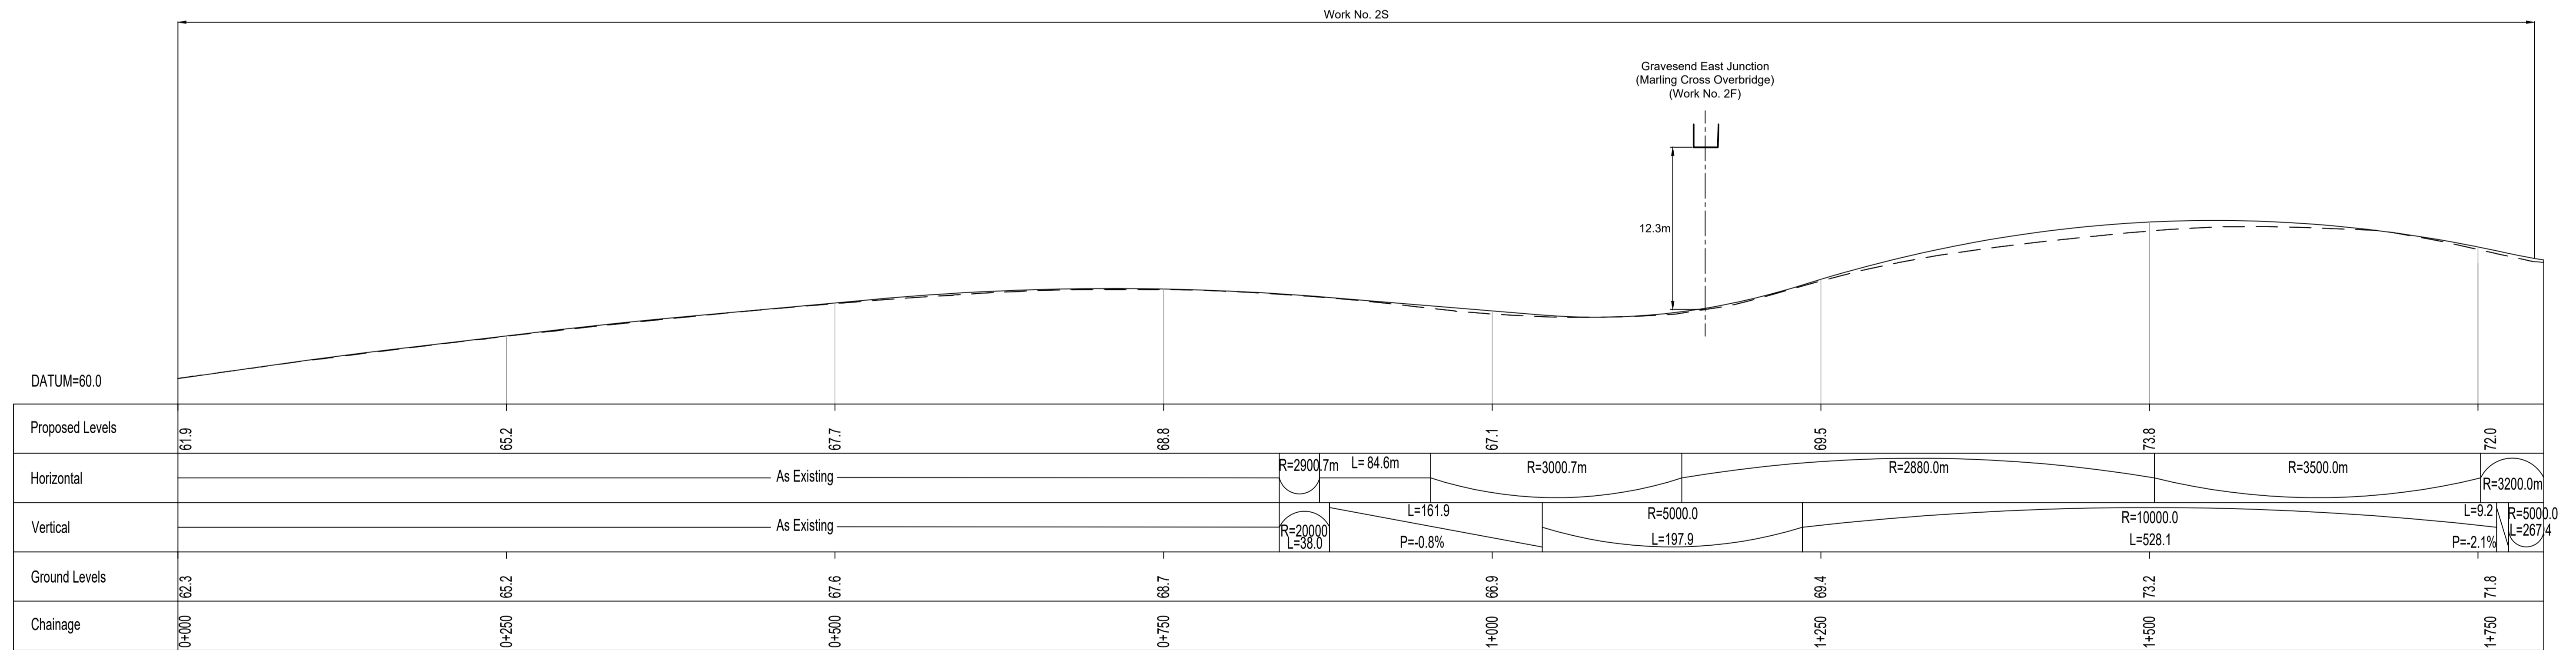 Work No. 2S
Gravesend East Junction
(Marling Cross Overbridge)
(Work No. 2F)
12.3m
DATUM=60.0
Proposed Levels 61.9 65.2 67.7 68.8 67.1 69.5 73.8 72.0
Horizontal As Existing R=2900.7m L= 84.6m R=3000.7m R=2880.0m R=3500.0m R=3200.0m
Vertical As Existing R=20000 L=38.0 L=161.9 P=-0.8% R=5000.0 L=197.9 R=10000.0 L=528.1 L=9.2 P=-2.1% R=5000.0 L=267.4
Ground Levels 62.3 65.2 67.6 68.7 66.9 69.4 73.2 71.8
Chainage 0+000 0+250 0+500 0+750 1+000 1+250 1+500 1+750